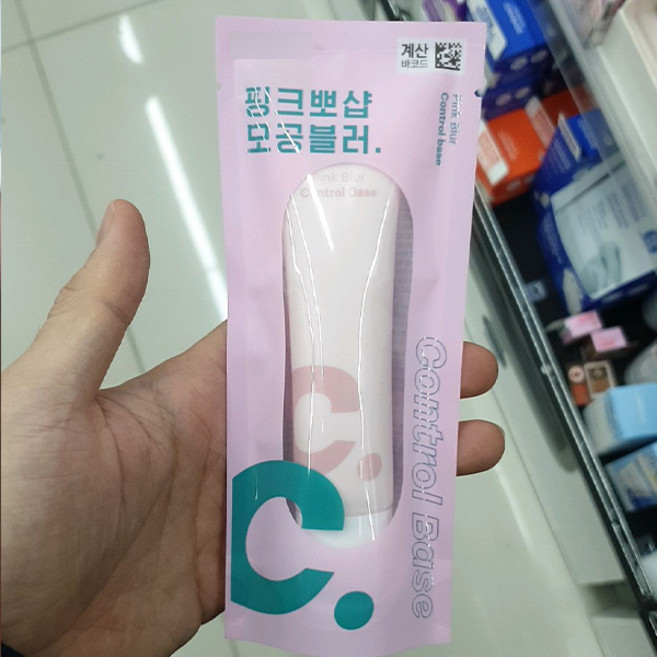 계산
바코드
핑크뽀샵
모공블러.
Pink Blur
Control base
Pink Blur
Control Base
c.
Control Base
c.